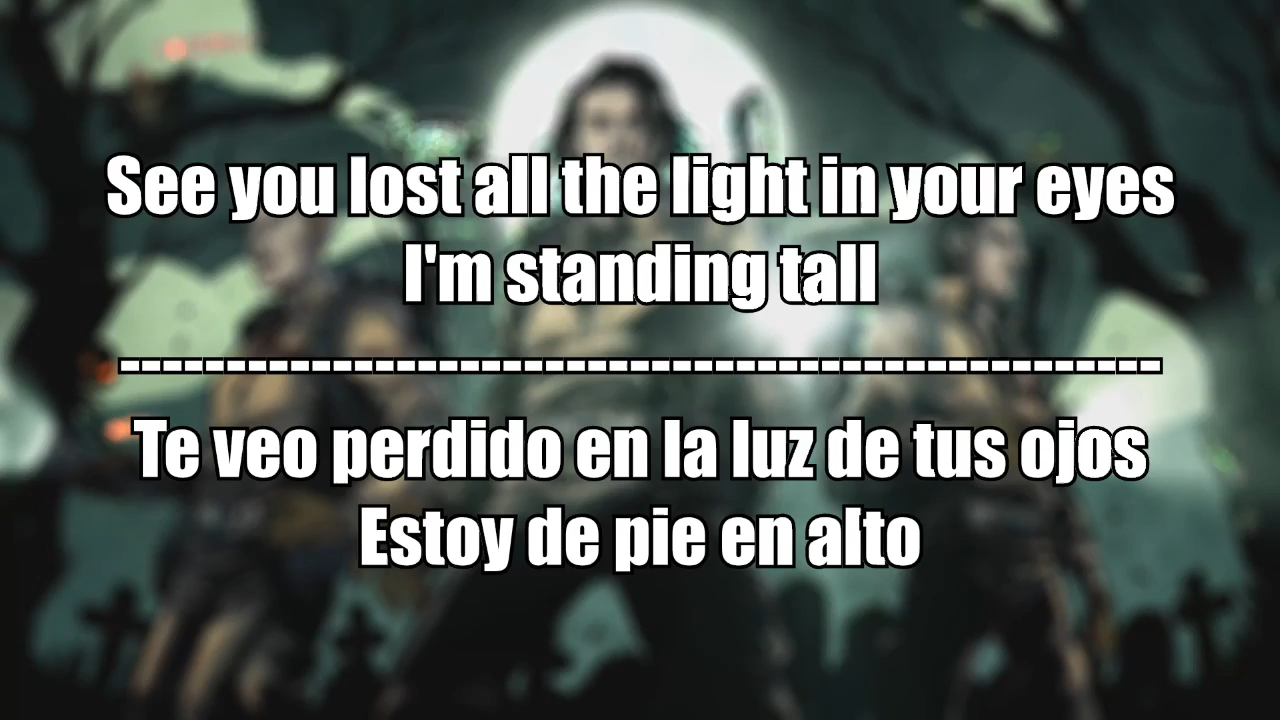 See you lost all the light in your eyes
I'm standing tall
------------------------------------------------
Te veo perdido en la luz de tus ojos
Estoy de pie en alto